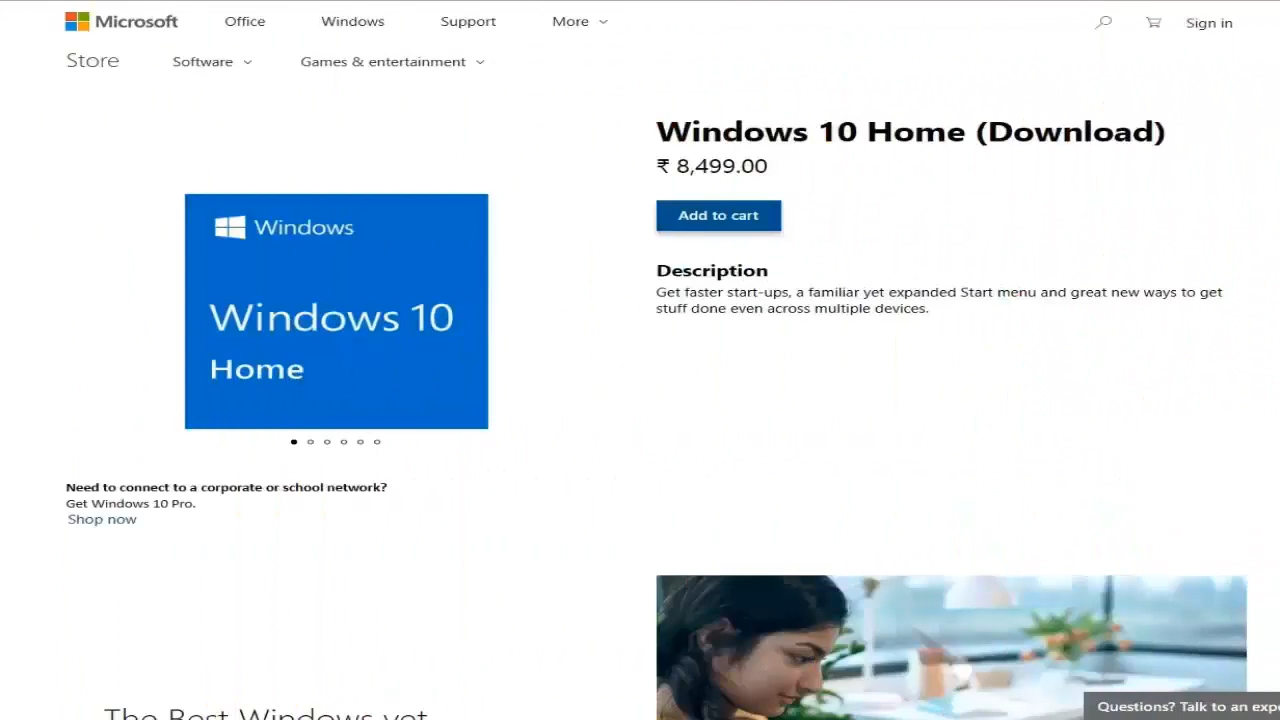 Microsoft Office Windows Support More Sign in
Store Software Games & entertainment
Windows 10 Home (Download)
₹ 8,499.00
Add to cart
Windows
Windows 10
Home
Description
Get faster start-ups, a familiar yet expanded Start menu and great new ways to get
stuff done even across multiple devices.
Need to connect to a corporate or school network?
Get Windows 10 Pro.
Shop now
The Best Windows yet
Questions? Talk to an exp